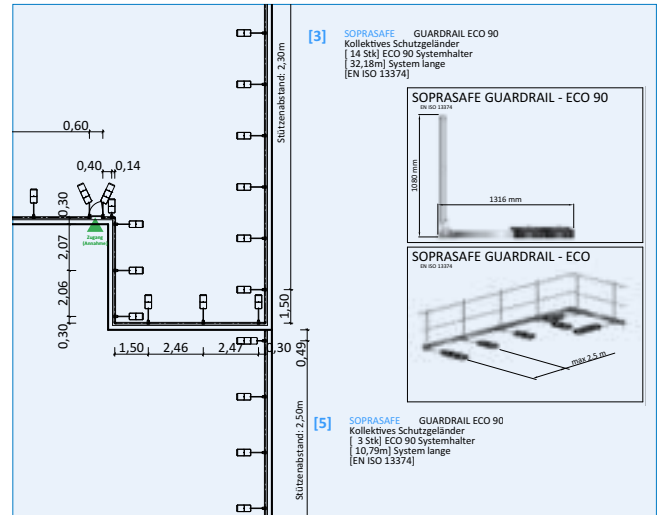 [3] SOPRASAFE GUARDRAIL ECO 90
Kollektives Schutzgeländer
[ 14 Stk] ECO 90 Systemhalter
[ 32,18m] System lange
[EN ISO 13374]
SOPRASAFE GUARDRAIL - ECO 90
EN ISO 13374
1080 mm
1316 mm
SOPRASAFE GUARDRAIL - ECO
EN ISO 13374
max 2.5 m
[5] SOPRASAFE GUARDRAIL ECO 90
Kollektives Schutzgeländer
[ 3 Stk] ECO 90 Systemhalter
[ 10,79m] System lange
[EN ISO 13374]
Stützenabstand: 2,30m
0,60
0,40 0,14
0,30
Zugang
(Annahme)
2,07
2,06
0,30
1,50
1,50 2,46 2,47 0,30
0,49
Stützenabstand: 2,50m